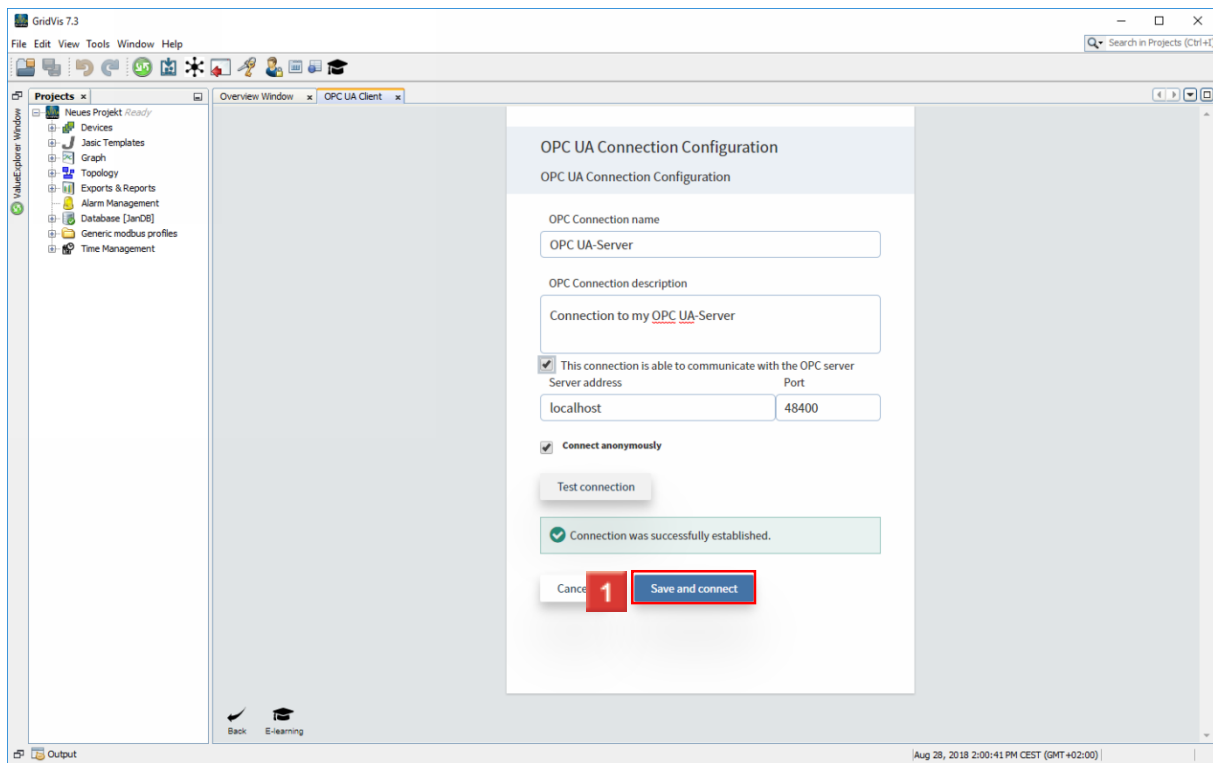 GridVis 7.3
File Edit View Tools Window Help
Search in Projects (Ctrl+I)
Projects
Overview Window
OPC UA Client
ValueExplorer Window
Neues Projekt Ready
Devices
Jasic Templates
Graph
Topology
Exports & Reports
Alarm Management
Database [JanDB]
Generic modbus profiles
Time Management
OPC UA Connection Configuration
OPC UA Connection Configuration
OPC Connection name
OPC UA-Server
OPC Connection description
Connection to my OPC UA-Server
This connection is able to communicate with the OPC server
Server address Port
localhost 48400
Connect anonymously
Test connection
Connection was successfully established.
Cance 1 Save and connect
Back E-learning
Output
Aug 28, 2018 2:00:41 PM CEST (GMT+02:00)